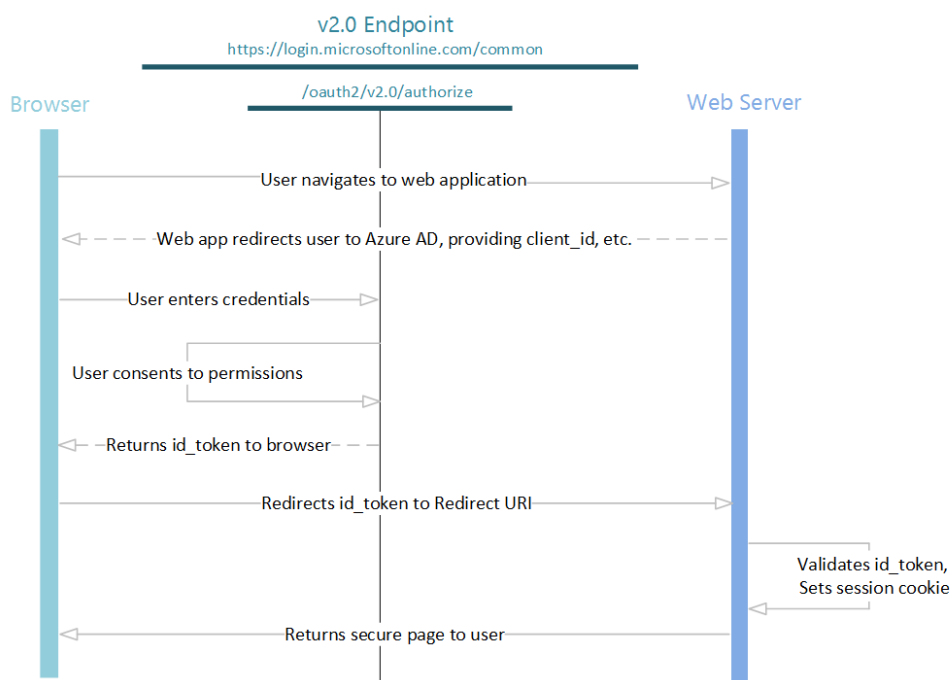 v2.0 Endpoint
https://login.microsoftonline.com/common
/oauth2/v2.0/authorize
Browser
Web Server
User navigates to web application
Web app redirects user to Azure AD, providing client_id, etc.
User enters credentials
User consents to permissions
Returns id_token to browser
Redirects id_token to Redirect URI
Validates id_token,
Sets session cookie
Returns secure page to user